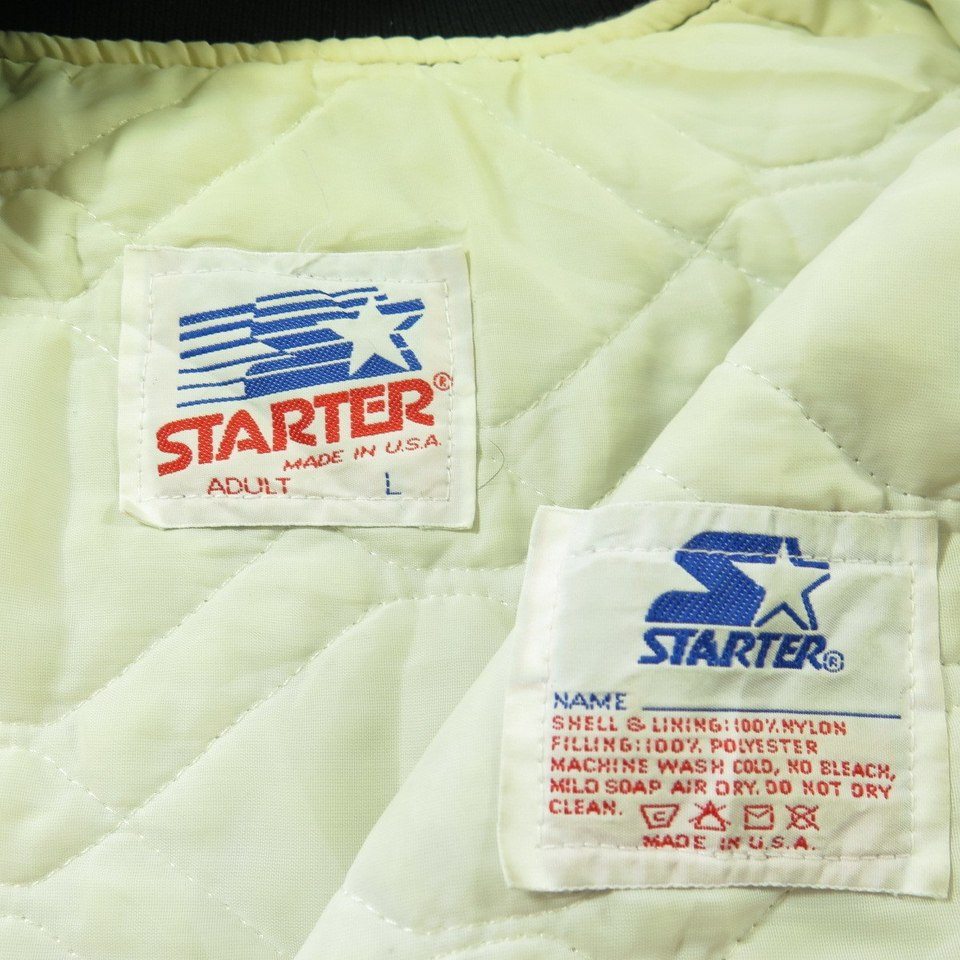 STARTER®
MADE IN U.S.A.
ADULT L
STARTER®
NAME
SHELL & LINING:100%NYLON
FILLING:100% POLYESTER
MACHINE WASH COLD, NO BLEACH,
MILD SOAP AIR DRY. DO NOT DRY
CLEAN.
MADE IN U.S.A.